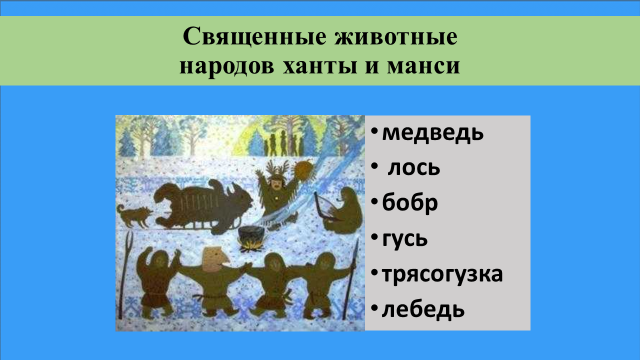 Священные животные
народов ханты и манси
• медведь
• лось
• бобр
• гусь
• трясогузка
• лебедь